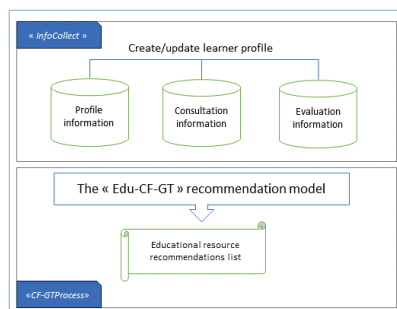 « InfoCollect »
Create/update learner profile
Profile
information
Consultation
information
Evaluation
information
The « Edu-CF-GT » recommendation model
Educational resource
recommendations list
«CF-GTProcess»